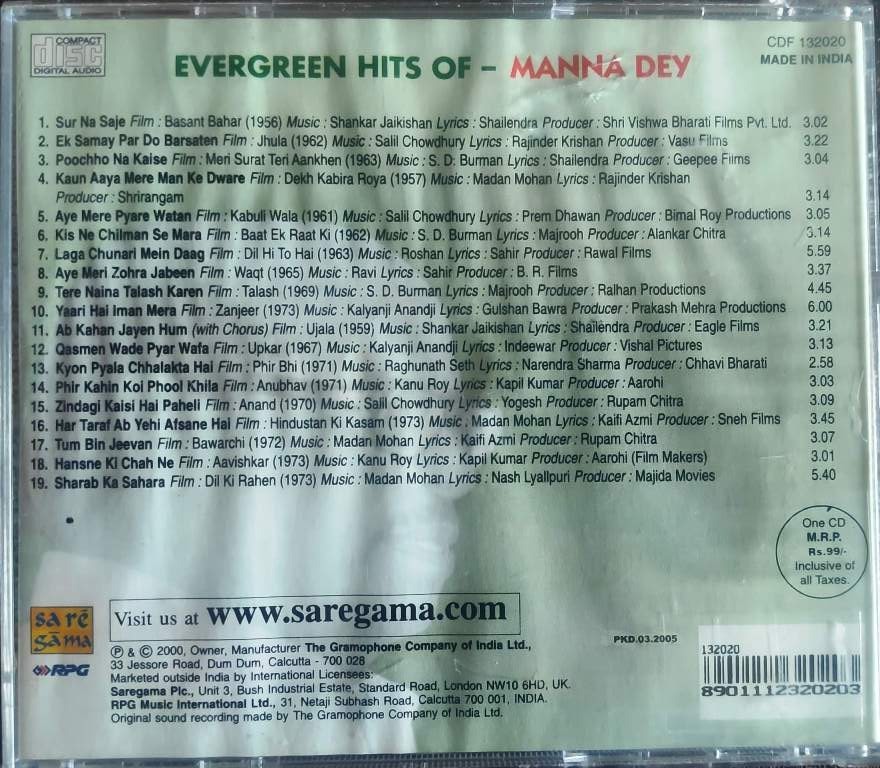 COMPACT
disc
DIGITAL AUDIO
EVERGREEN HITS OF - MANNA DEY
CDF 132020
MADE IN INDIA
1. Sur Na Saje Film : Basant Bahar (1956) Music : Shankar Jaikishan Lyrics : Shailendra Producer : Shri Vishwa Bharati Films Pvt. Ltd. 3.02
2. Ek Samay Par Do Barsaten Film : Jhula (1962) Music : Salil Chowdhury Lyrics : Rajinder Krishan Producer : Vasu Films 3.22
3. Poochho Na Kaise Film : Meri Surat Teri Aankhen (1963) Music : S. D. Burman Lyrics : Shailendra Producer : Geepee Films 3.04
4. Kaun Aaya Mere Man Ke Dware Film : Dekh Kabira Roya (1957) Music : Madan Mohan Lyrics : Rajinder Krishan
Producer : Shrirangam 3.14
5. Aye Mere Pyare Watan Film : Kabuli Wala (1961) Music : Salil Chowdhury Lyrics : Prem Dhawan Producer : Bimal Roy Productions 3.05
6. Kis Ne Chilman Se Mara Film : Baat Ek Raat Ki (1962) Music : S. D. Burman Lyrics : Majrooh Producer : Alankar Chitra 3.14
7. Laga Chunari Mein Daag Film : Dil Hi To Hai (1963) Music : Roshan Lyrics : Sahir Producer : Rawal Films 5.59
8. Aye Meri Zohra Jabeen Film : Waqt (1965) Music : Ravi Lyrics : Sahir Producer : B. R. Films 3.37
9. Tere Naina Talash Karen Film : Talash (1969) Music : S. D. Burman Lyrics : Majrooh Producer : Ralhan Productions 4.45
10. Yaari Hai Iman Mera Film : Zanjeer (1973) Music : Kalyanji Anandji Lyrics : Gulshan Bawra Producer : Prakash Mehra Productions 6.00
11. Ab Kahan Jayen Hum (with Chorus) Film : Ujala (1959) Music : Shankar Jaikishan Lyrics : Shailendra Producer : Eagle Films 3.21
12. Qasmen Wade Pyar Wafa Film : Upkar (1967) Music : Kalyanji Anandji Lyrics : Indeewar Producer : Vishal Pictures 3.13
13. Kyon Pyala Chhalakta Hai Film : Phir Bhi (1971) Music : Raghunath Seth Lyrics : Narendra Sharma Producer : Chhavi Bharati 2.58
14. Phir Kahin Koi Phool Khila Film : Anubhav (1971) Music : Kanu Roy Lyrics : Kapil Kumar Producer : Aarohi 3.03
15. Zindagi Kaisi Hai Paheli Film : Anand (1970) Music : Salil Chowdhury Lyrics : Yogesh Producer : Rupam Chitra 3.09
16. Har Taraf Ab Yehi Afsane Hai Film : Hindustan Ki Kasam (1973) Music : Madan Mohan Lyrics : Kaifi Azmi Producer : Sneh Films 3.45
17. Tum Bin Jeevan Film : Bawarchi (1972) Music : Madan Mohan Lyrics : Kaifi Azmi Producer : Rupam Chitra 3.07
18. Hansne Ki Chah Ne Film : Aavishkar (1973) Music : Kanu Roy Lyrics : Kapil Kumar Producer : Aarohi (Film Makers) 3.01
19. Sharab Ka Sahara Film : Dil Ki Rahen (1973) Music : Madan Mohan Lyrics : Nash Lyallpuri Producer : Majida Movies 5.40
One CD
M.R.P.
Rs.99/-
Inclusive of
all Taxes.
sa rē
gāma
RPG
Visit us at www.saregama.com
℗ & © 2000, Owner, Manufacturer The Gramophone Company of India Ltd.,
33 Jessore Road, Dum Dum, Calcutta - 700 028
Marketed outside India by International Licensees:
Saregama Plc., Unit 3, Bush Industrial Estate, Standard Road, London NW10 6HD, UK.
RPG Music International Ltd., 31, Netaji Subhash Road, Calcutta 700 001, INDIA.
Original sound recording made by The Gramophone Company of India Ltd.
PKD.03.2005
132020
8901112320203